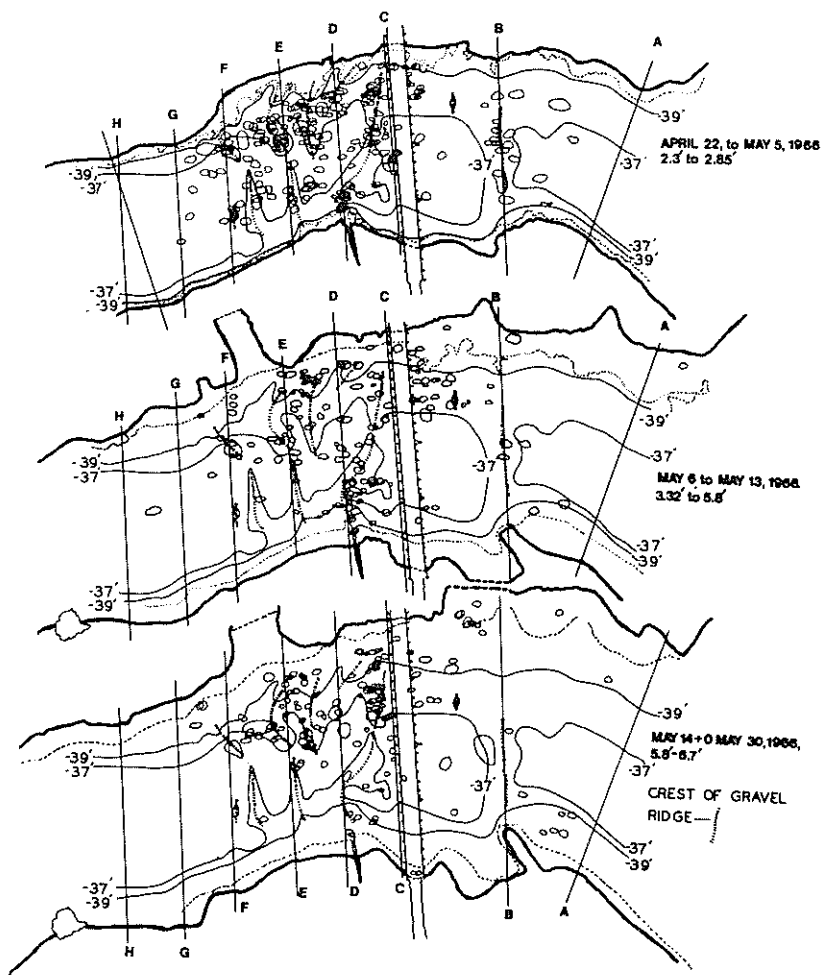 C
D
B
E
A
F
G
H
-39'
APRIL 22, to MAY 5, 1966
-37'
-37'
2.3' to 2.85'
-39'
-37'
-37'
-39'
-37'
-39'
D
C
B
A
E
F
G
H
-39'
-37'
-39'
-37'
-37
MAY 6 to MAY 13, 1966.
3.32' to 5.8'
-37'
-39'
-37'
-39'
-39'
MAY 14 +O MAY 30, 1966,
5.8'-6.7'
-39'
-37'
-37'
-37'
CREST OF GRAVEL
RIDGE
-37'
-39'
-37'
-39'
C
D
E
F
B
A
H
G